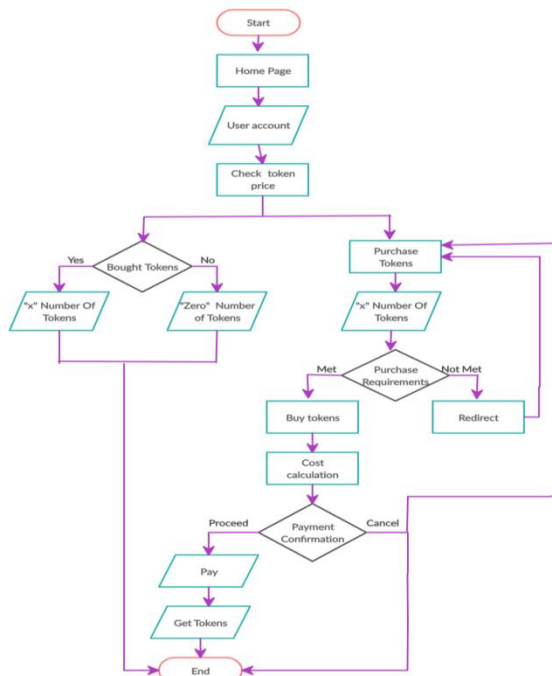 Start
Home Page
User account
Check token
price
Yes
Bought Tokens
No
Purchase
Tokens
"x" Number Of
Tokens
"Zero" Number
of Tokens
"x" Number Of
Tokens
Met
Purchase
Requirements
Not Met
Buy tokens
Redirect
Cost
calculation
Proceed
Payment
Confirmation
Cancel
Pay
Get Tokens
End